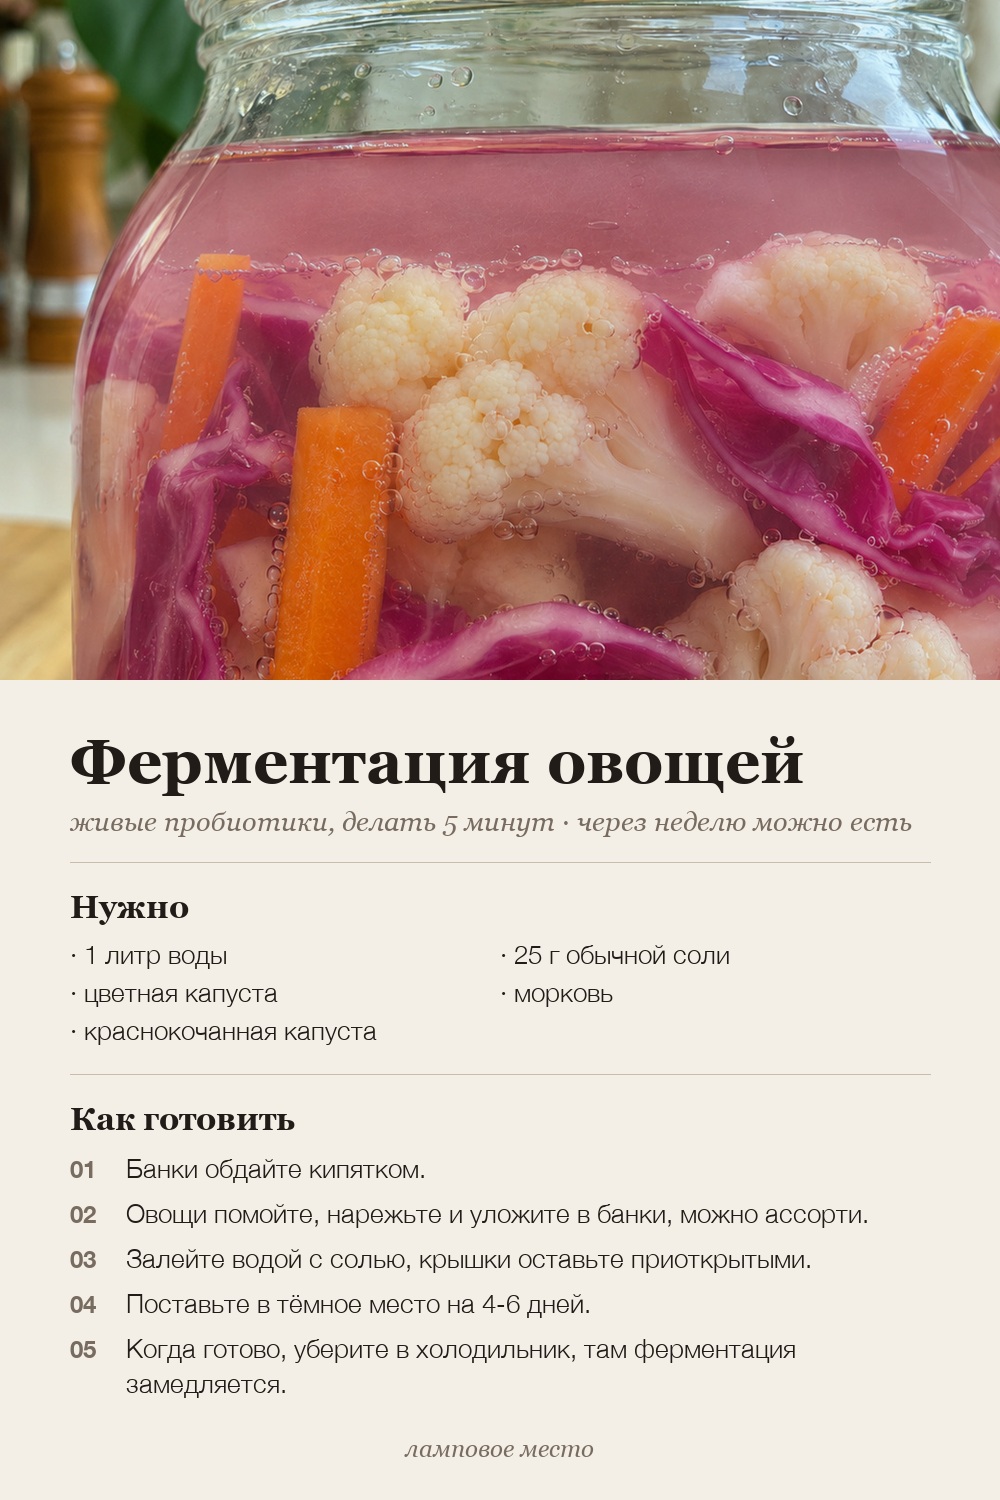 Ферментация овощей
живые пробиотики, делать 5 минут · через неделю можно есть
Нужно
· 1 литр воды
· 25 г обычной соли
· цветная капуста
· морковь
· краснокочанная капуста
Как готовить
01 Банки обдайте кипятком.
02 Овощи помойте, нарежьте и уложите в банки, можно ассорти.
03 Залейте водой с солью, крышки оставьте приоткрытыми.
04 Поставьте в тёмное место на 4-6 дней.
05 Когда готово, уберите в холодильник, там ферментация
замедляется.
ламповое место